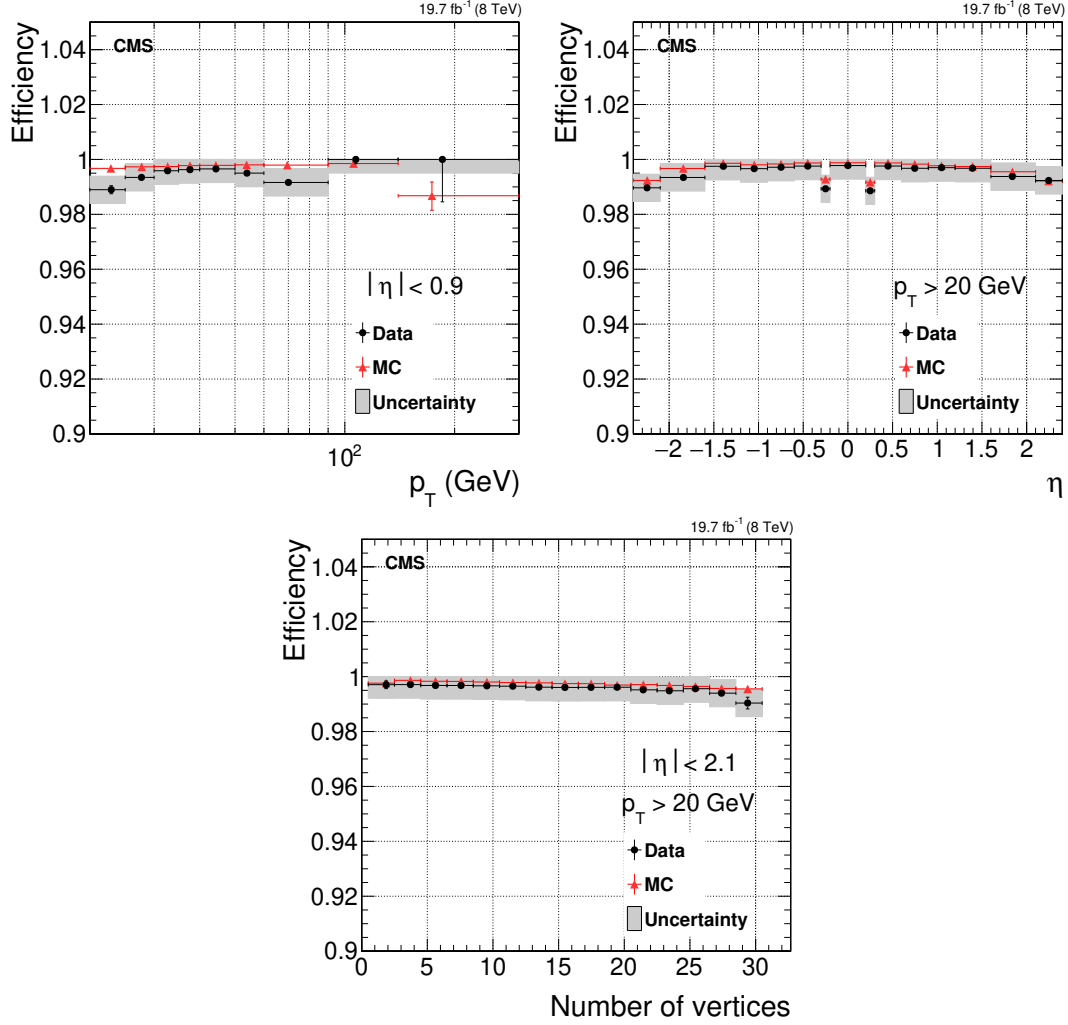 19.7 fb⁻¹ (8 TeV)
Efficiency
CMS
1.04
1.02
1
0.98
0.96
0.94
0.92
0.9
|η| < 0.9
Data
MC
Uncertainty
10²
p_T (GeV)
19.7 fb⁻¹ (8 TeV)
Efficiency
CMS
1.04
1.02
1
0.98
0.96
0.94
0.92
0.9
p_T > 20 GeV
Data
MC
Uncertainty
−2 −1.5 −1 −0.5 0 0.5 1 1.5 2
η
19.7 fb⁻¹ (8 TeV)
Efficiency
CMS
1.04
1.02
1
0.98
0.96
0.94
0.92
0.9
|η| < 2.1
p_T > 20 GeV
Data
MC
Uncertainty
0 5 10 15 20 25 30
Number of vertices